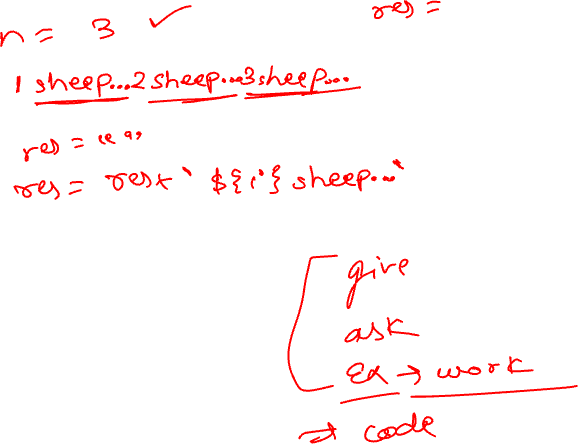 n = 3 ✓
res =
1 sheep...2 sheep...3 sheep...
res = ""
res = res + ` ${i} sheep...`
give
ask
Ex → work
→ code